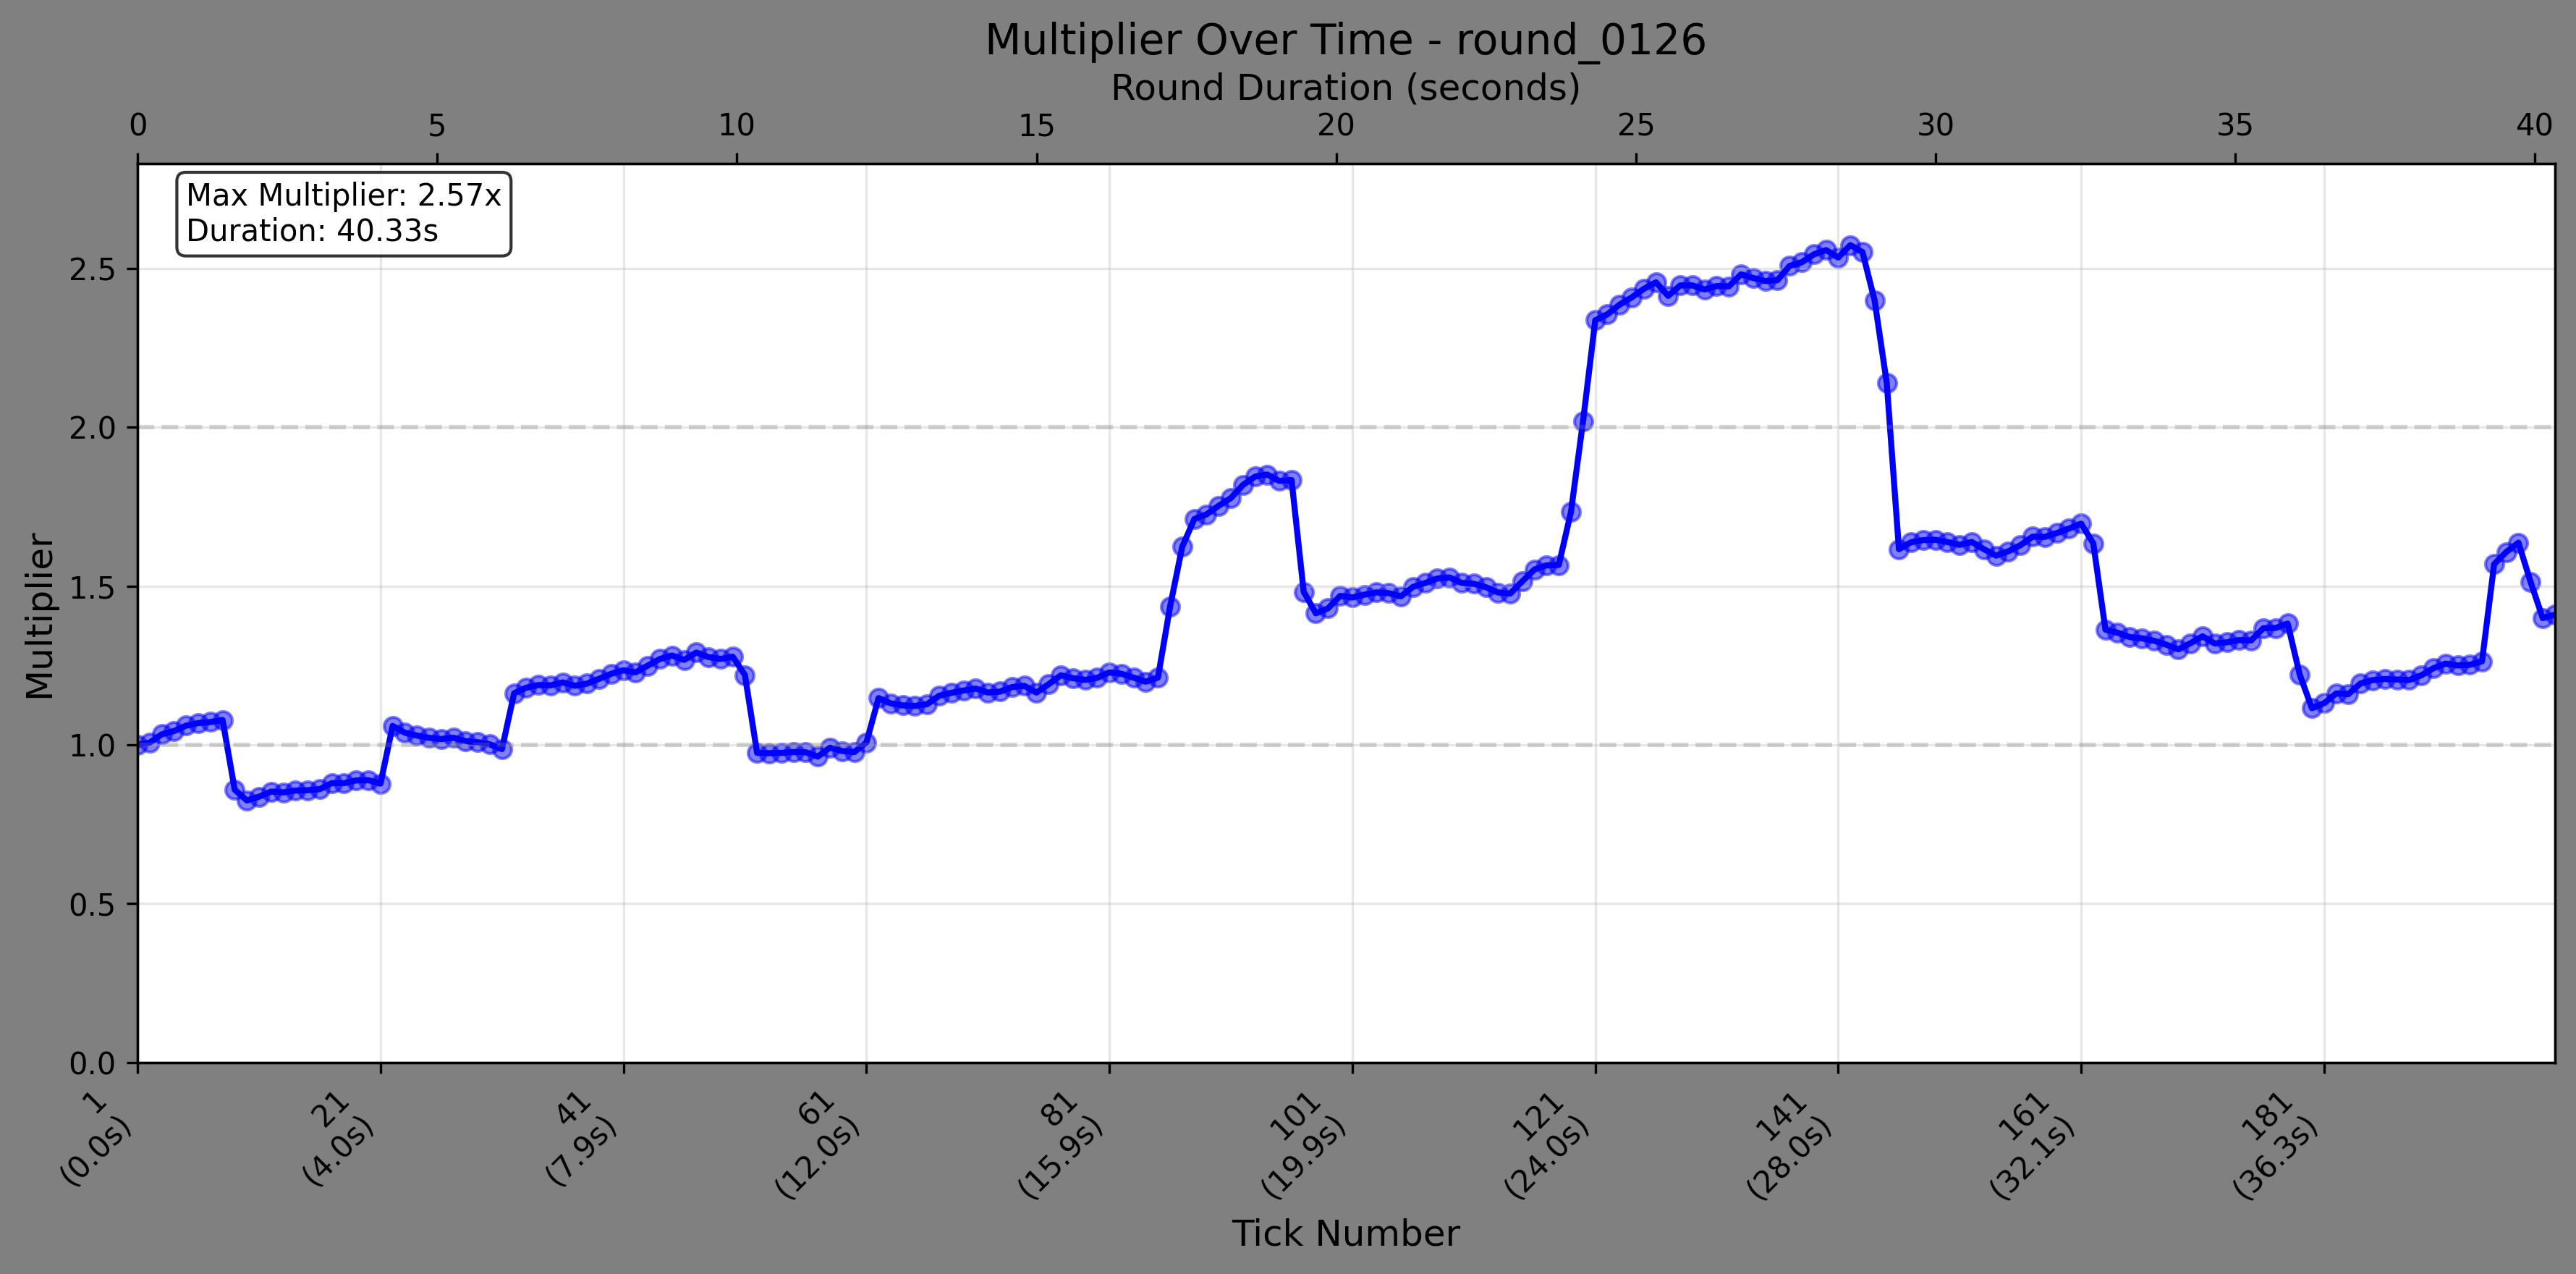 Multiplier Over Time - round_0126
Round Duration (seconds)
0 5 10 15 20 25 30 35 40
Max Multiplier: 2.57x
Duration: 40.33s
Multiplier
2.5
2.0
1.5
1.0
0.5
0.0
1
(0.0s)
21
(4.0s)
41
(7.9s)
61
(12.0s)
81
(15.9s)
101
(19.9s)
121
(24.0s)
141
(28.0s)
161
(32.1s)
181
(36.3s)
Tick Number